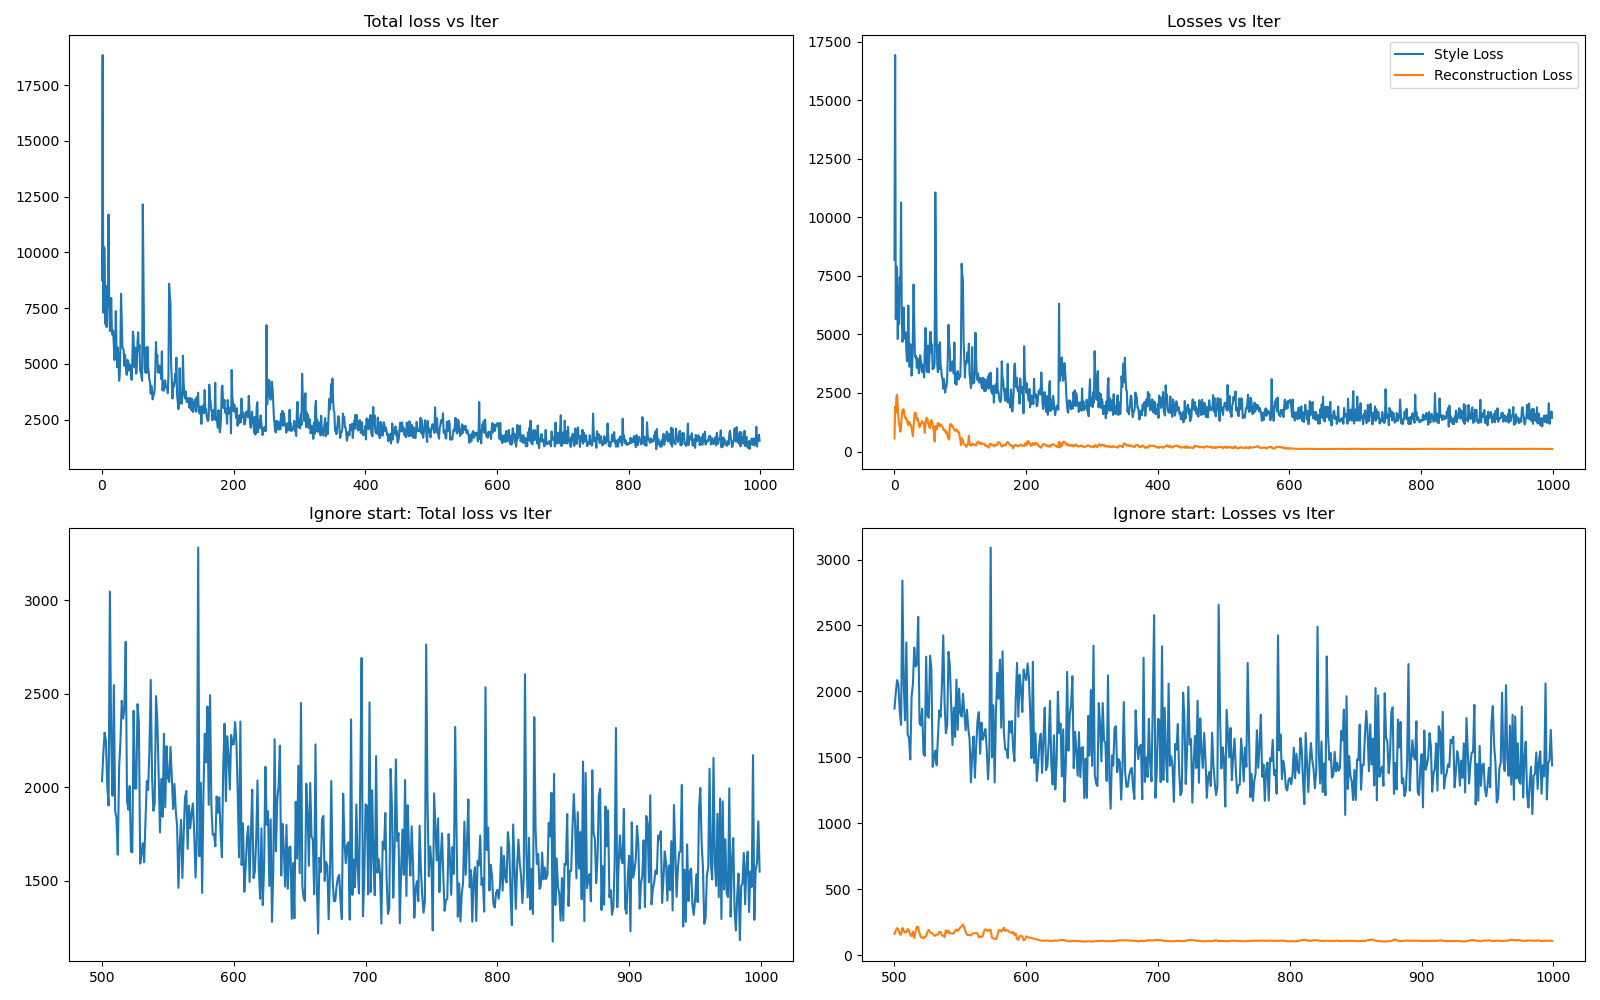 Total loss vs Iter
17500
15000
12500
10000
7500
5000
2500
0 200 400 600 800 1000
Losses vs Iter
Style Loss
Reconstruction Loss
17500
15000
12500
10000
7500
5000
2500
0
0 200 400 600 800 1000
Ignore start: Total loss vs Iter
3000
2500
2000
1500
500 600 700 800 900 1000
Ignore start: Losses vs Iter
3000
2500
2000
1500
1000
500
0
500 600 700 800 900 1000